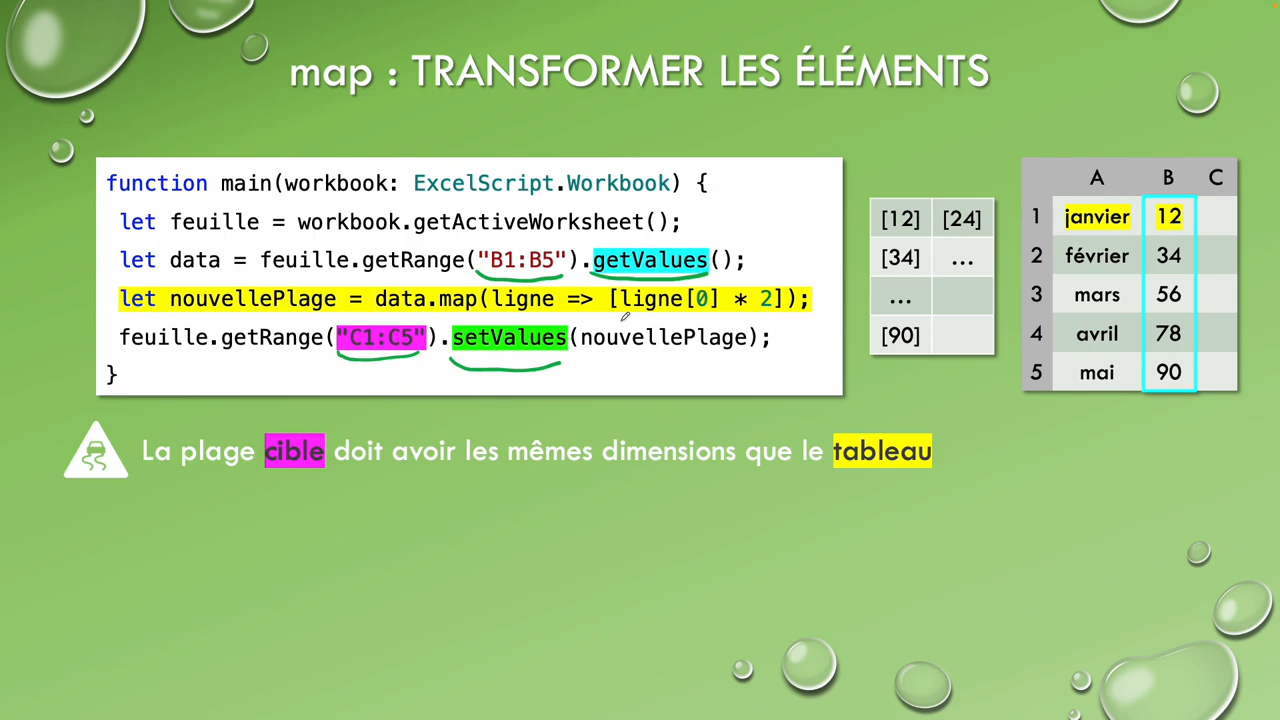 map : TRANSFORMER LES ÉLÉMENTS
function main(workbook: ExcelScript.Workbook) {
let feuille = workbook.getActiveWorksheet();
let data = feuille.getRange("B1:B5").getValues();
let nouvellePlage = data.map(ligne => [ligne[0] * 2]);
feuille.getRange("C1:C5").setValues(nouvellePlage);
}
[12] [24]
[34] ...
...
[90]
A B C
1 janvier 12
2 février 34
3 mars 56
4 avril 78
5 mai 90
La plage cible doit avoir les mêmes dimensions que le tableau